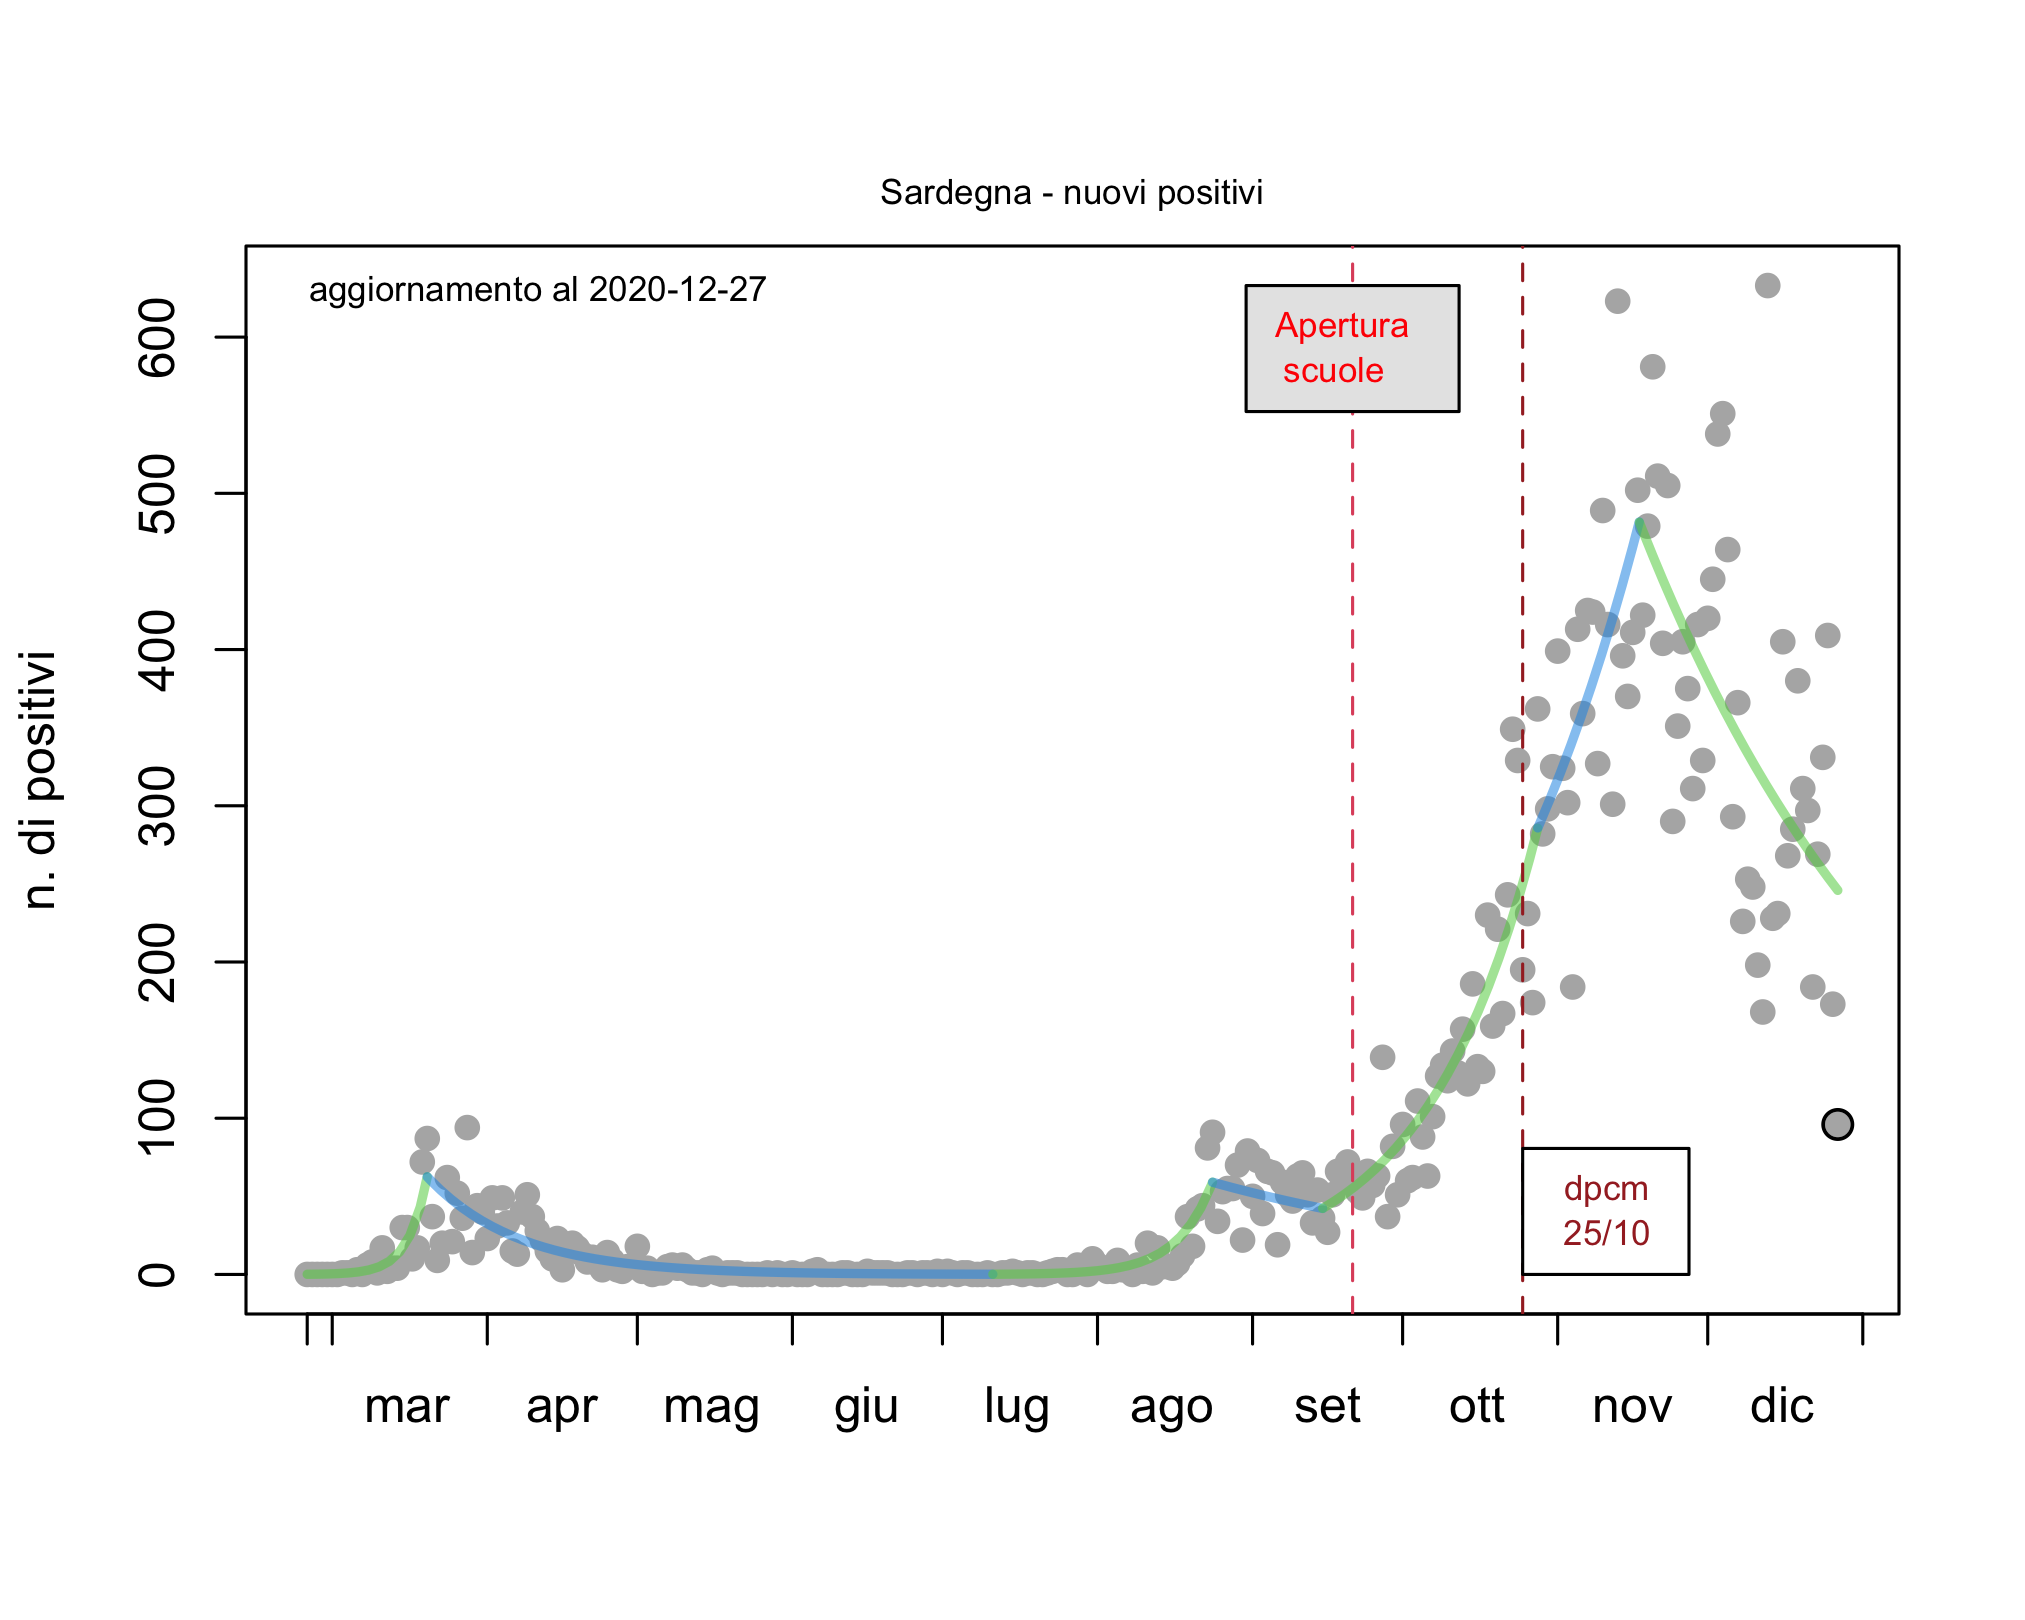 Sardegna - nuovi positivi
aggiornamento al 2020-12-27
Apertura
scuole
dpcm
25/10
n. di positivi
600
500
400
300
200
100
0
mar apr mag giu lug ago set ott nov dic